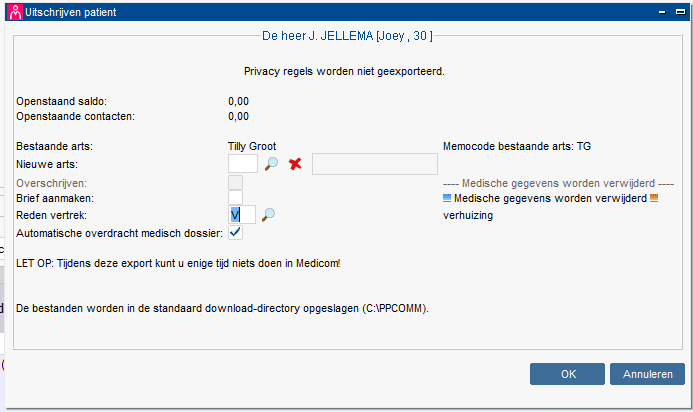 Uitschrijven patient
De heer J. JELLEMA [Joey , 30 ]
Privacy regels worden niet geexporteerd.
Openstaand saldo: 0,00
Openstaande contacten: 0,00
Bestaande arts: Tilly Groot Memocode bestaande arts: TG
Nieuwe arts:
Overschrijven: ---- Medische gegevens worden verwijderd ----
Brief aanmaken: Medische gegevens worden verwijderd
Reden vertrek: V verhuizing
Automatische overdracht medisch dossier:
LET OP: Tijdens deze export kunt u enige tijd niets doen in Medicom!
De bestanden worden in de standaard download-directory opgeslagen (C:\PPCOMM).
OK Annuleren